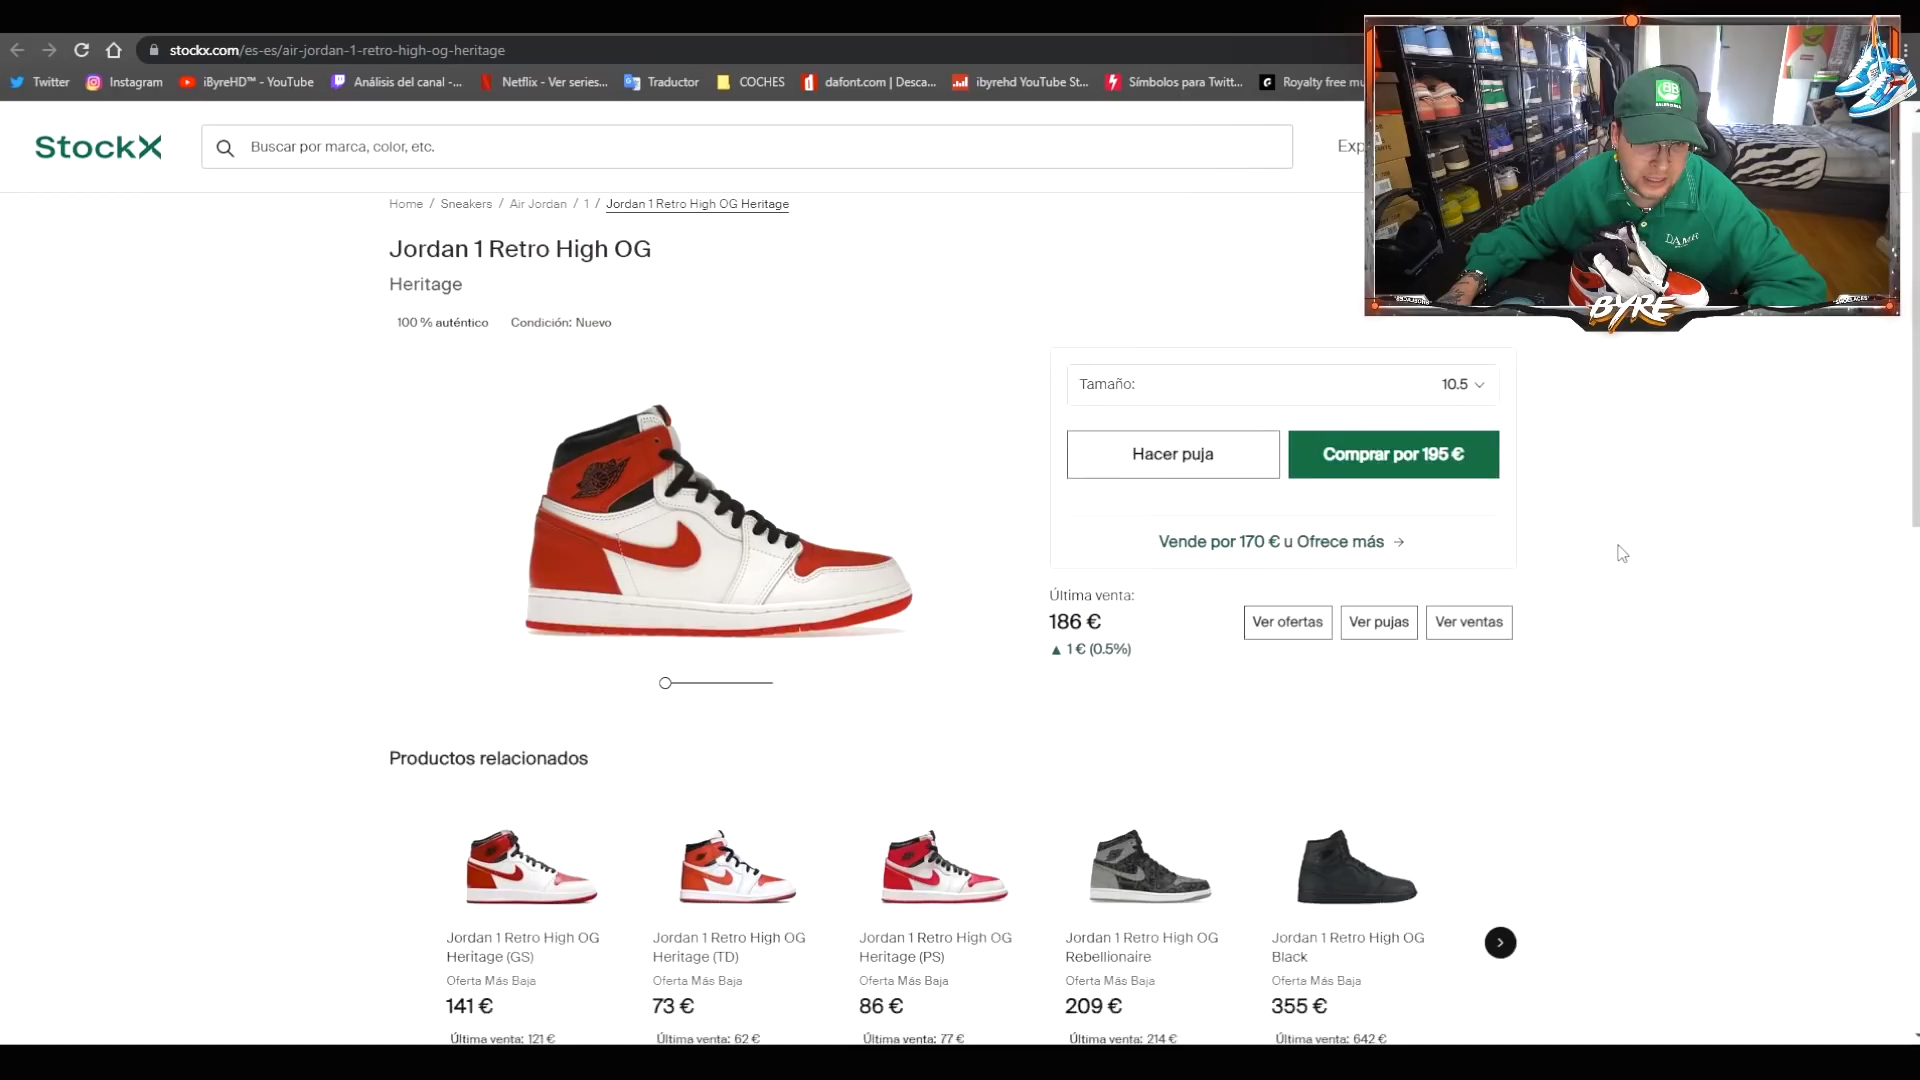 stockx.com/es-es/air-jordan-1-retro-high-og-heritage
Twitter
Instagram
iByreHD™ - YouTube
Análisis del canal -...
Netflix - Ver series...
Traductor
COCHES
dafont.com | Desca...
ibyrehd YouTube St...
Símbolos para Twitt...
Royalty free mu
StockX
Buscar por marca, color, etc.
Exp
BB
BYRE
Home / Sneakers / Air Jordan / 1 / Jordan 1 Retro High OG Heritage
Jordan 1 Retro High OG
Heritage
100 % auténtico Condición: Nuevo
Tamaño: 10.5
Hacer puja
Comprar por 195 €
Vende por 170 € u Ofrece más →
Última venta:
186 €
▲ 1 € (0.5%)
Ver ofertas
Ver pujas
Ver ventas
Productos relacionados
Jordan 1 Retro High OG
Heritage (GS)
Oferta Más Baja
141 €
Última venta: 121 €
Jordan 1 Retro High OG
Heritage (TD)
Oferta Más Baja
73 €
Última venta: 62 €
Jordan 1 Retro High OG
Heritage (PS)
Oferta Más Baja
86 €
Última venta: 77 €
Jordan 1 Retro High OG
Rebellionaire
Oferta Más Baja
209 €
Última venta: 214 €
Jordan 1 Retro High OG
Black
Oferta Más Baja
355 €
Última venta: 642 €